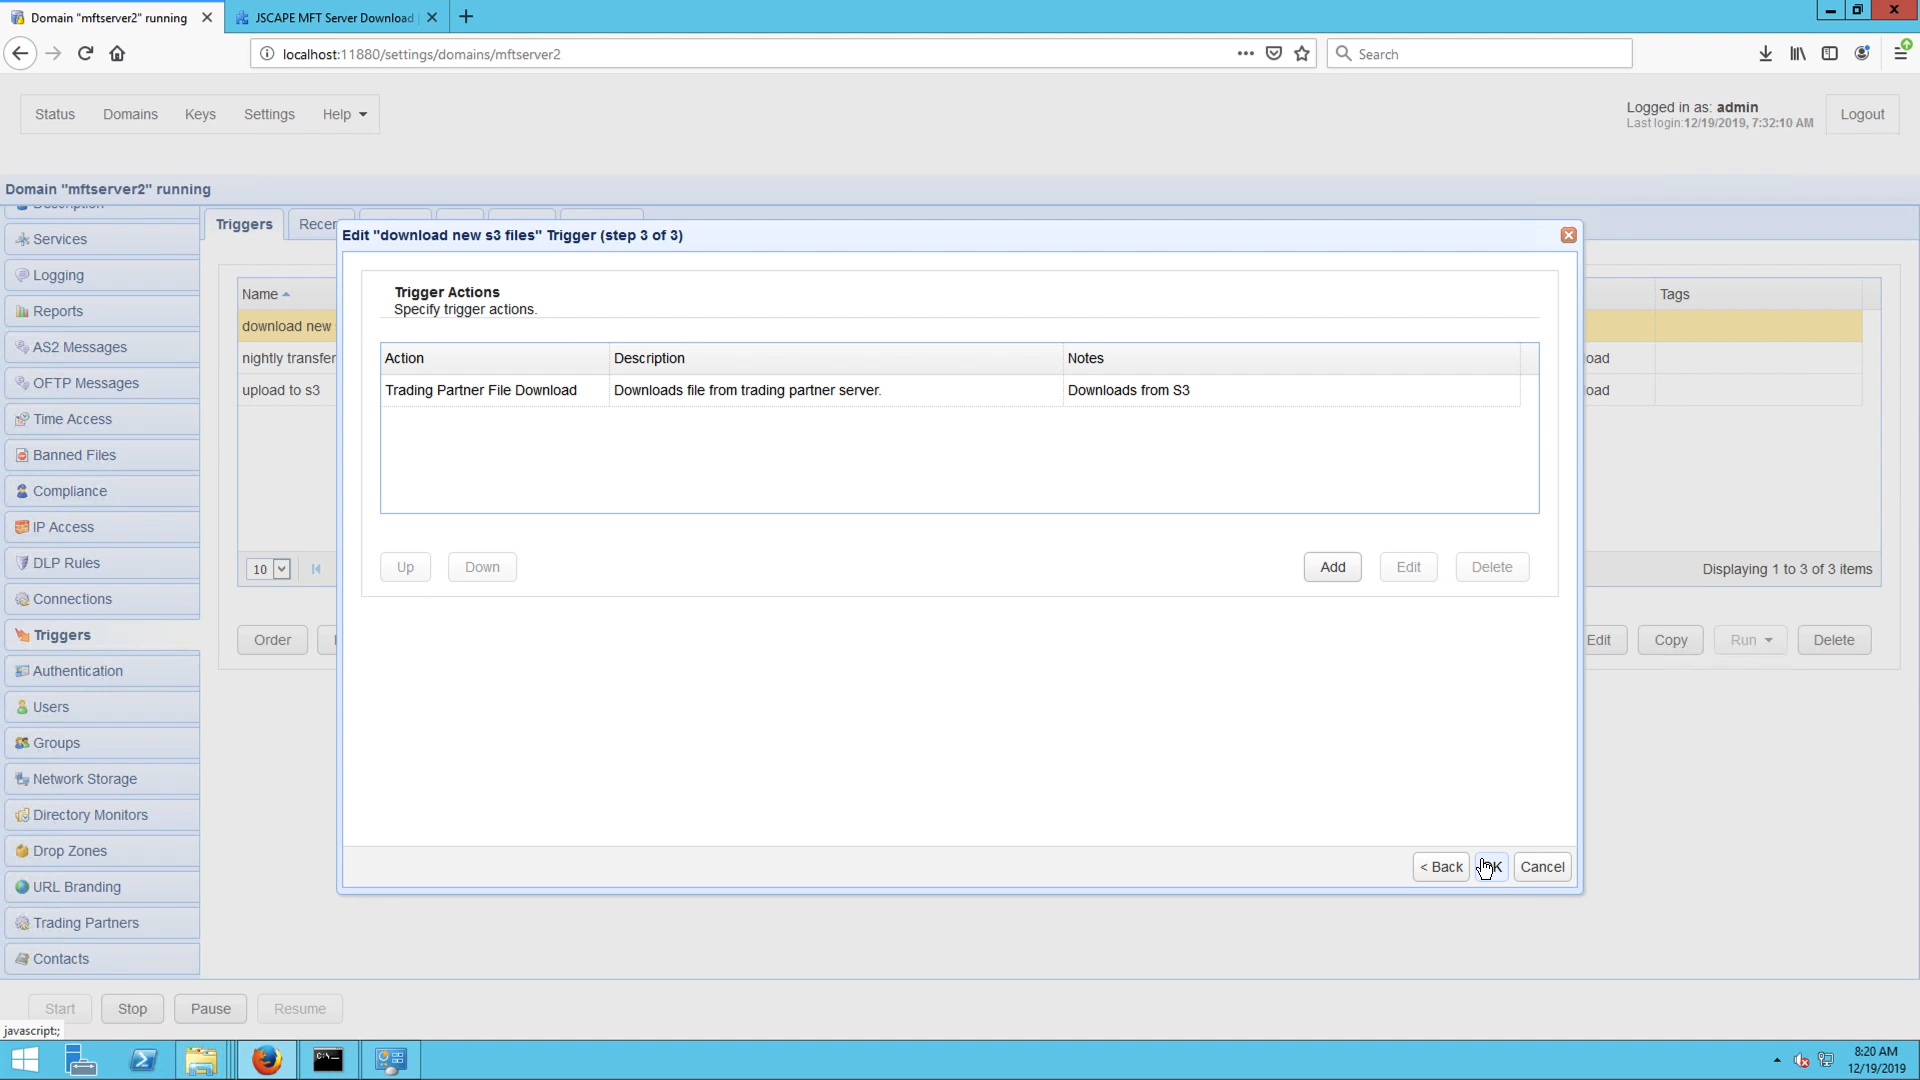 Domain "mftserver2" running
JSCAPE MFT Server Download
localhost:11880/settings/domains/mftserver2
Search
Status
Domains
Keys
Settings
Help
Logged in as: admin
Last login:12/19/2019, 7:32:10 AM
Logout
Domain "mftserver2" running
Description
Services
Logging
Reports
AS2 Messages
OFTP Messages
Time Access
Banned Files
Compliance
IP Access
DLP Rules
Connections
Triggers
Authentication
Users
Groups
Network Storage
Directory Monitors
Drop Zones
URL Branding
Trading Partners
Contacts
Triggers
Recen
Name
Tags
download new
nightly transfer
oad
upload to s3
oad
10
Displaying 1 to 3 of 3 items
Order
Edit
Copy
Run
Delete
Edit "download new s3 files" Trigger (step 3 of 3)
Trigger Actions
Specify trigger actions.
Action
Description
Notes
Trading Partner File Download
Downloads file from trading partner server.
Downloads from S3
Up
Down
Add
Edit
Delete
< Back
Cancel
Start
Stop
Pause
Resume
javascript:;
8:20 AM
12/19/2019